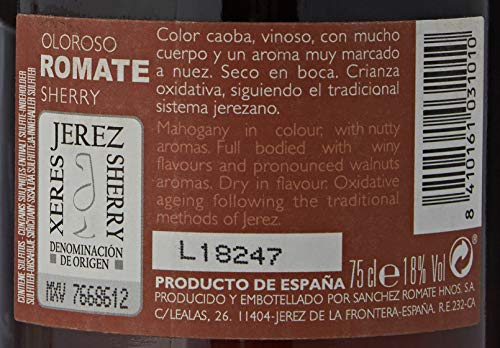 OLOROSO
ROMATE
SHERRY
Color caoba, vinoso, con mucho
cuerpo y un aroma muy marcado
a nuez. Seco en boca. Crianza
oxidativa, siguiendo el tradicional
sistema jerezano.
Mahogany in colour, with nutty
aromas. Full bodied with winy
flavours and pronounced walnuts
aromas. Dry in flavour. Oxidative
ageing following the traditional
methods of Jerez.
JEREZ
XERES
SHERRY
DENOMINACIÓN
DE ORIGEN
MXV 7668612
L18247
PRODUCTO DE ESPAÑA 75 cl e 18% Vol
PRODUCIDO Y EMBOTELLADO POR SANCHEZ ROMATE HNOS. S.A.
C/LEALAS, 26. 11404-JEREZ DE LA FRONTERA-ESPAÑA. R.E.232-CA
8 410161 031010